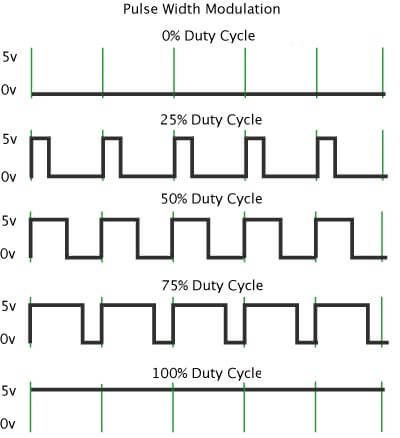 Pulse Width Modulation
0% Duty Cycle
5v
0v
25% Duty Cycle
5v
0v
50% Duty Cycle
5v
0v
75% Duty Cycle
5v
0v
100% Duty Cycle
5v
0v